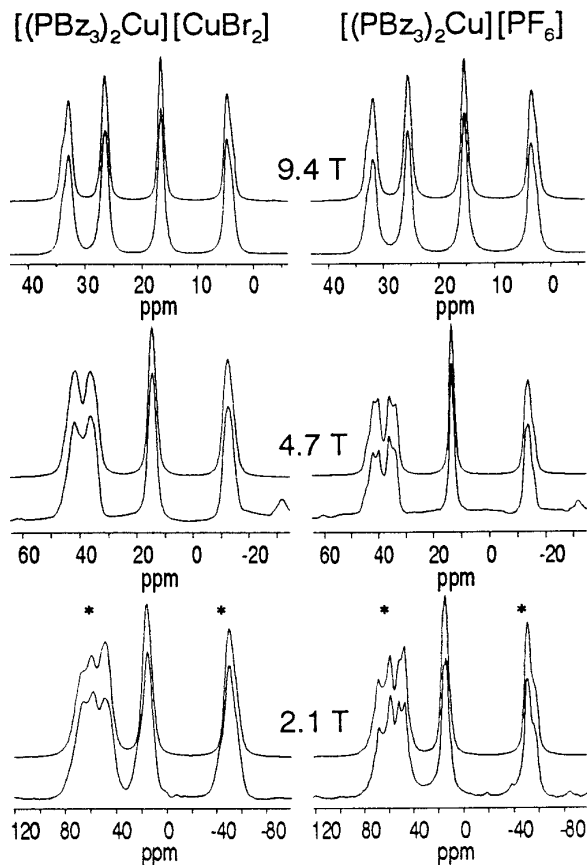 [(PBz₃)₂Cu][CuBr₂] [(PBz₃)₂Cu][PF₆]
9.4 T
40 30 20 10 0 40 30 20 10 0
ppm ppm
4.7 T
60 40 20 0 -20 60 40 20 0 -20
ppm ppm
* * * *
2.1 T
120 80 40 0 -40 -80 120 80 40 0 -40 -80
ppm ppm